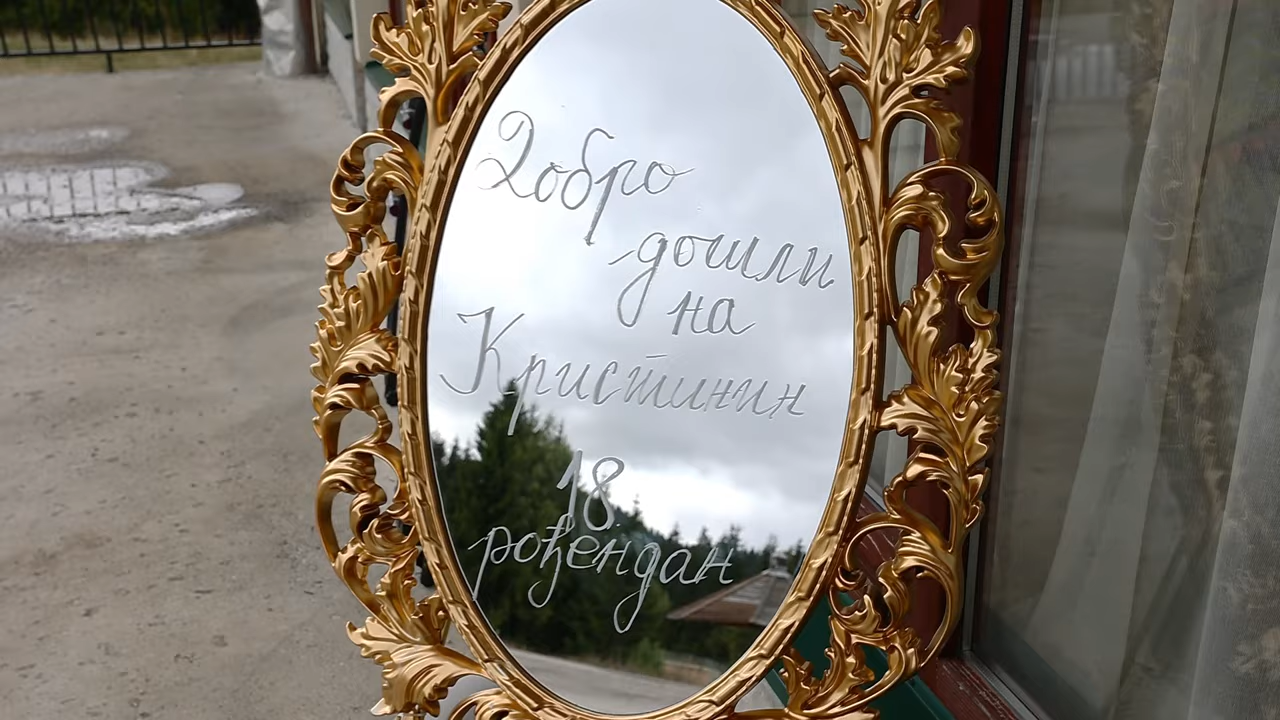 Добро
дошли
на
Кристинин
18.
рођендан